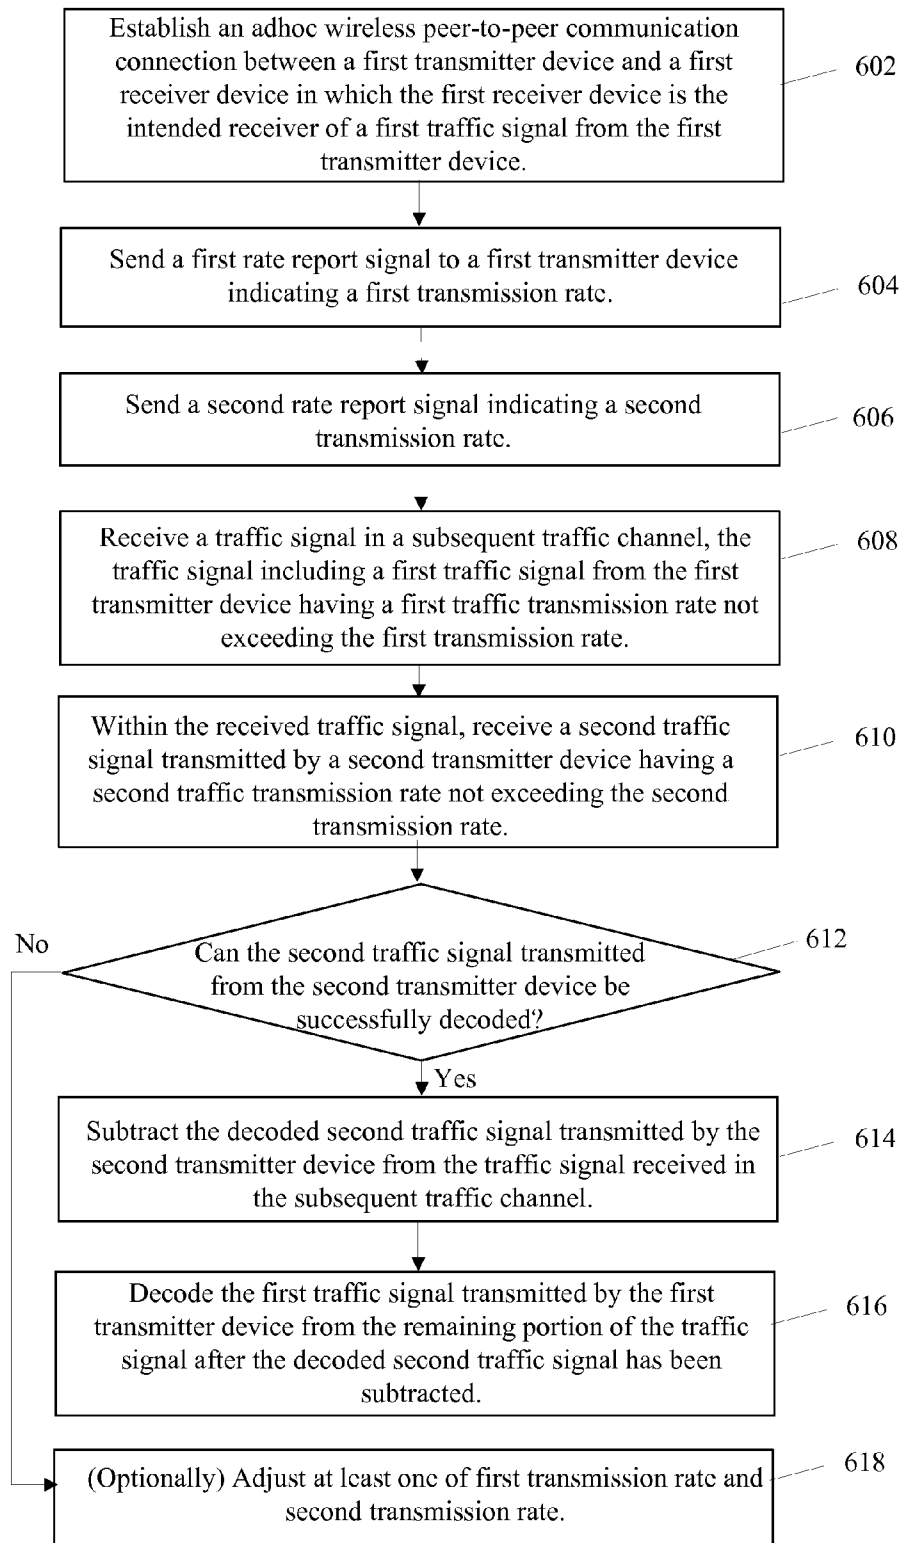 Establish an adhoc wireless peer-to-peer communication
connection between a first transmitter device and a first
receiver device in which the first receiver device is the
intended receiver of a first traffic signal from the first
transmitter device.
602
Send a first rate report signal to a first transmitter device
indicating a first transmission rate.
604
Send a second rate report signal indicating a second
transmission rate.
606
Receive a traffic signal in a subsequent traffic channel, the
traffic signal including a first traffic signal from the first
transmitter device having a first traffic transmission rate not
exceeding the first transmission rate.
608
Within the received traffic signal, receive a second traffic
signal transmitted by a second transmitter device having a
second traffic transmission rate not exceeding the second
transmission rate.
610
No
Can the second traffic signal transmitted
from the second transmitter device be
successfully decoded?
612
Yes
Subtract the decoded second traffic signal transmitted by the
second transmitter device from the traffic signal received in
the subsequent traffic channel.
614
Decode the first traffic signal transmitted by the first
transmitter device from the remaining portion of the traffic
signal after the decoded second traffic signal has been
subtracted.
616
(Optionally) Adjust at least one of first transmission rate and
second transmission rate.
618